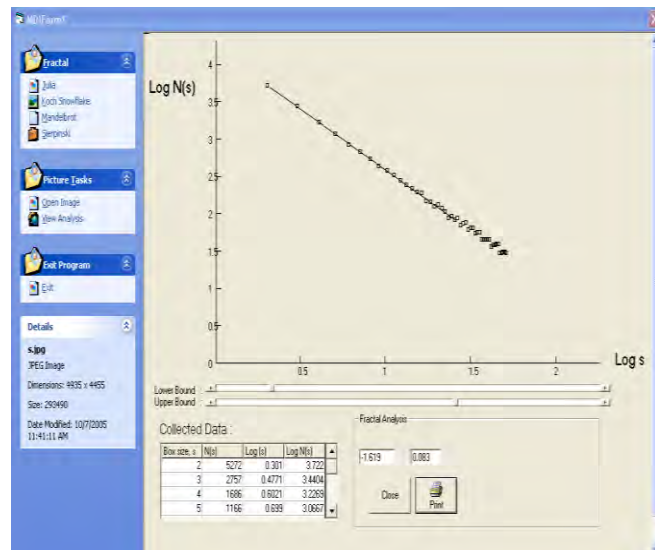 MDIForm1
Fractal
Julia
Koch Snowflake
Mandelbrot
Sierpinski
Picture Tasks
Open Image
View Analysis
Exit Program
Exit
Details
s.jpg
JPEG Image
Dimensions: 4935 x 4455
Size: 293490
Date Modified: 10/7/2005
11:41:11 AM
Log N(s)
4
3.5
3
2.5
2
1.5
1
0.5
0
0.5
1
1.5
2
Log s
Lower Bound
Upper Bound
Collected Data :
Box size, s N(s) Log (s) Log N(s)
2 5272 0.301 3.722
3 2757 0.4771 3.4404
4 1686 0.6021 3.2269
5 1166 0.699 3.0667
Fractal Analysis
-1.619 0.083
Close
Print